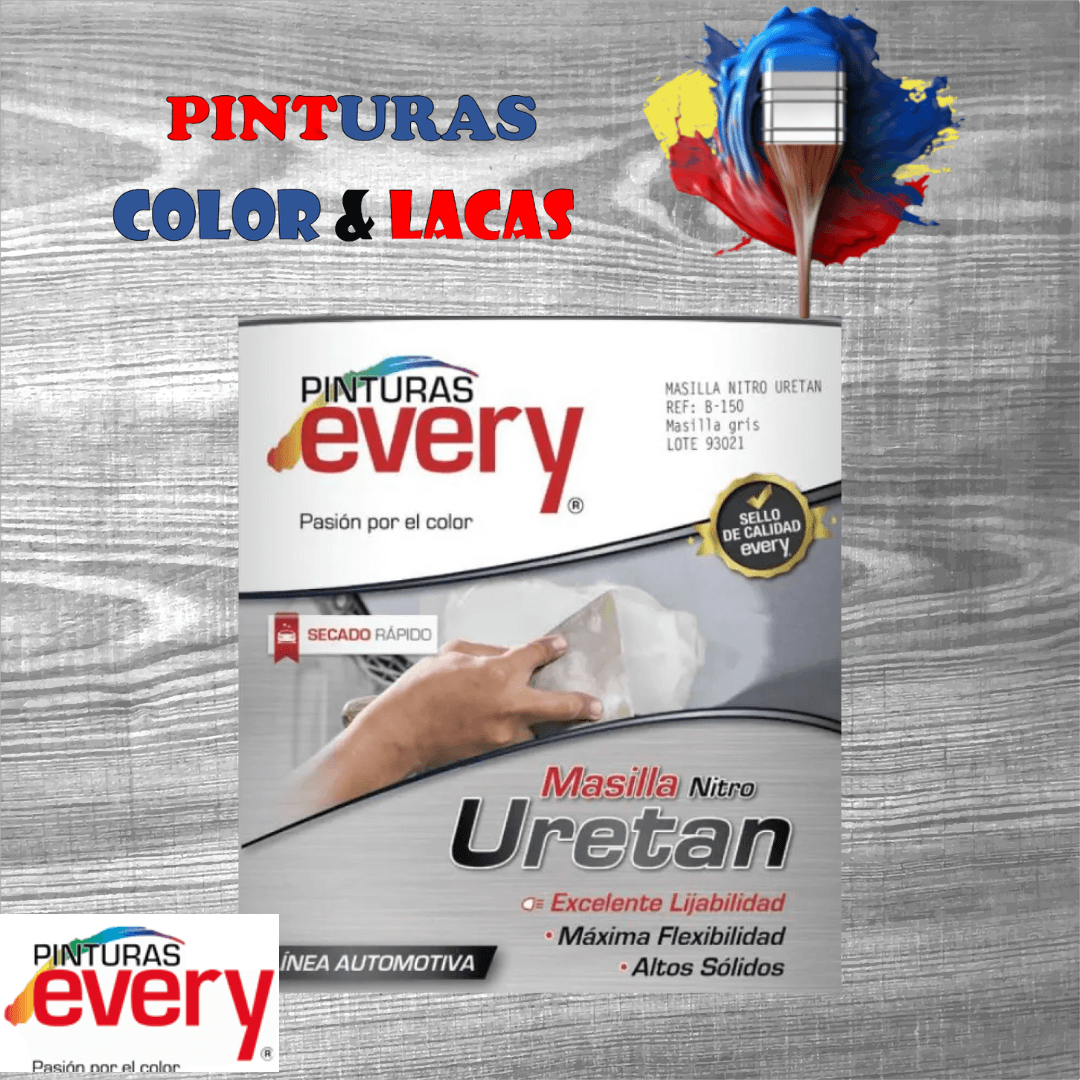 PINTURAS
COLOR & LACAS
PINTURAS
every
®
Pasión por el color
MASILLA NITRO URETAN
REF: B-150
Masilla gris
LOTE 93021
SELLO
DE CALIDAD
every
SECADO RÁPIDO
Masilla Nitro
Uretan
Excelente Lijabilidad
• Máxima Flexibilidad
• Altos Sólidos
ÍNEA AUTOMOTIVA
PINTURAS
every
®
Pasión por el color